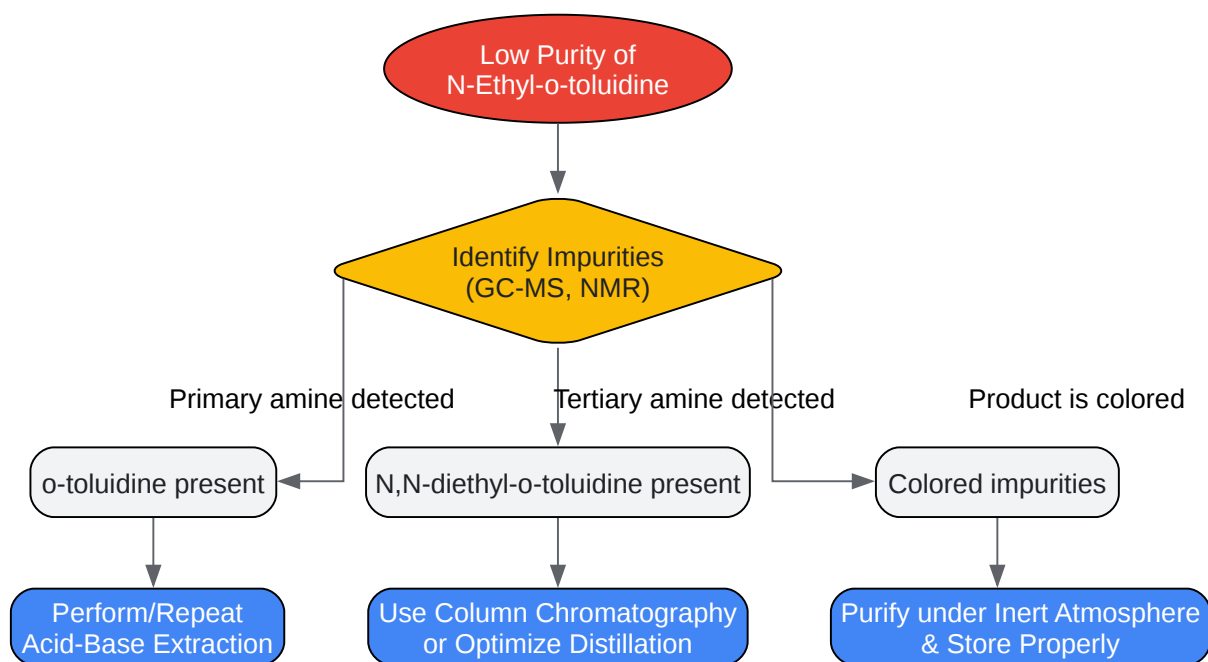 Low Purity of
N-Ethyl-o-toluidine
Identify Impurities
(GC-MS, NMR)
Primary amine detected
Tertiary amine detected
Product is colored
o-toluidine present
N,N-diethyl-o-toluidine present
Colored impurities
Perform/Repeat
Acid-Base Extraction
Use Column Chromatography
or Optimize Distillation
Purify under Inert Atmosphere
& Store Properly